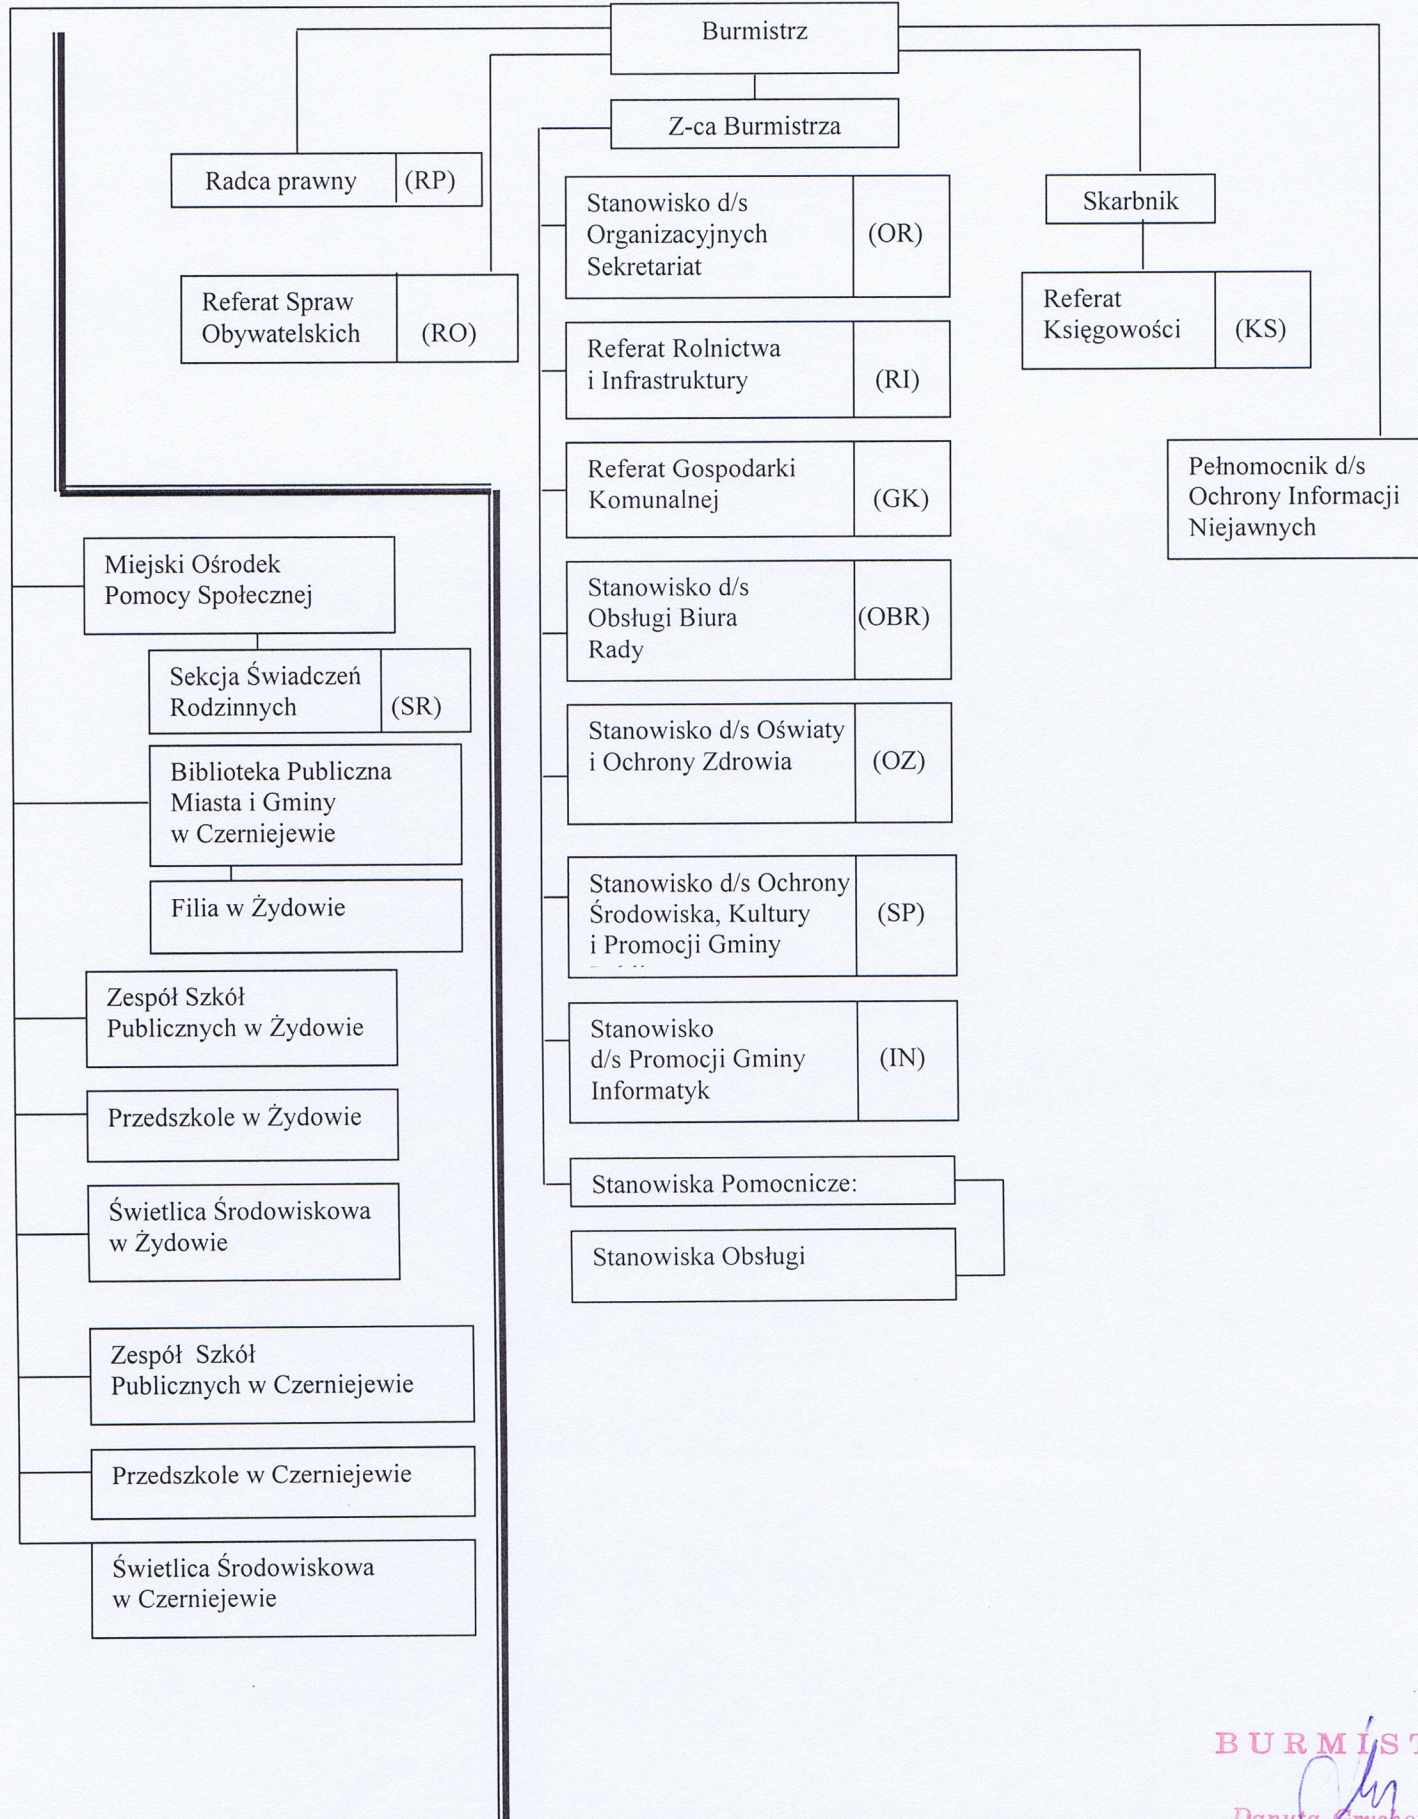 Burmistrz
Z-ca Burmistrza
Radca prawny (RP)
Referat Spraw
Obywatelskich (RO)
Stanowisko d/s
Organizacyjnych (OR)
Sekretariat
Skarbnik
Referat
Księgowości (KS)
Referat Rolnictwa
i Infrastruktury (RI)
Referat Gospodarki
Komunalnej (GK)
Pełnomocnik d/s
Ochrony Informacji
Niejawnych
Stanowisko d/s
Obsługi Biura (OBR)
Rady
Stanowisko d/s Oświaty
i Ochrony Zdrowia (OZ)
Stanowisko d/s Ochrony
Środowiska, Kultury (SP)
i Promocji Gminy
Stanowisko
d/s Promocji Gminy (IN)
Informatyk
Stanowiska Pomocnicze:
Stanowiska Obsługi
Miejski Ośrodek
Pomocy Społecznej
Sekcja Świadczeń
Rodzinnych (SR)
Biblioteka Publiczna
Miasta i Gminy
w Czerniejewie
Filia w Żydowie
Zespół Szkół
Publicznych w Żydowie
Przedszkole w Żydowie
Świetlica Środowiskowa
w Żydowie
Zespół Szkół
Publicznych w Czerniejewie
Przedszkole w Czerniejewie
Świetlica Środowiskowa
w Czerniejewie
BURMIST
Danuta